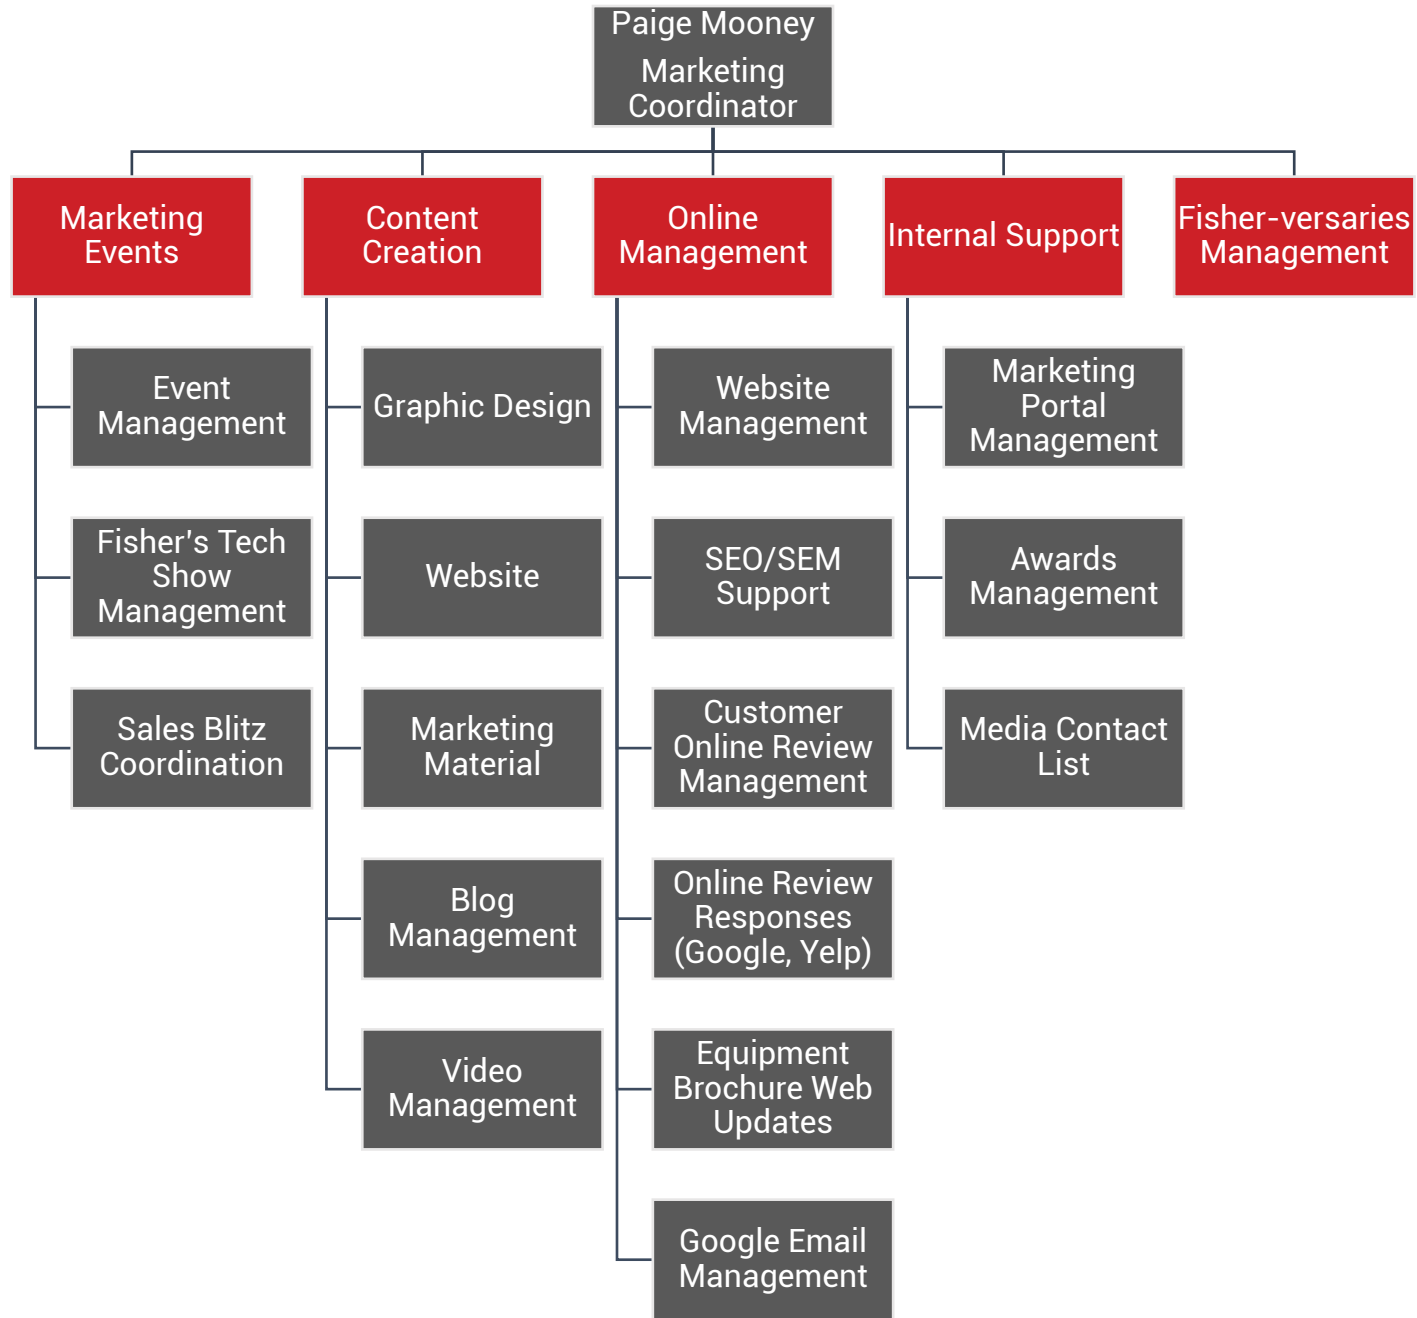 Paige Mooney
Marketing
Coordinator
Marketing
Events
Content
Creation
Online
Management
Internal Support
Fisher-versaries
Management
Event
Management
Fisher's Tech
Show
Management
Sales Blitz
Coordination
Graphic Design
Website
Marketing
Material
Blog
Management
Video
Management
Website
Management
SEO/SEM
Support
Customer
Online Review
Management
Online Review
Responses
(Google, Yelp)
Equipment
Brochure Web
Updates
Google Email
Management
Marketing
Portal
Management
Awards
Management
Media Contact
List